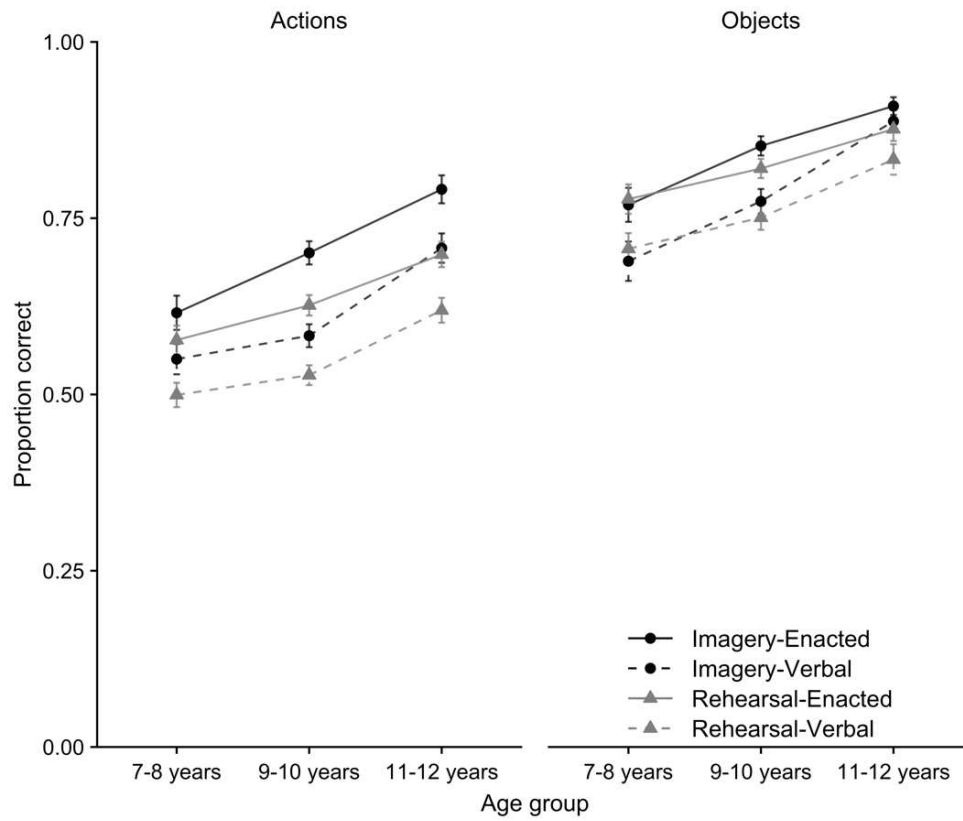 Actions
Objects
1.00
0.75
0.50
0.25
0.00
Proportion correct
Imagery-Enacted
Imagery-Verbal
Rehearsal-Enacted
Rehearsal-Verbal
7-8 years 9-10 years 11-12 years
7-8 years 9-10 years 11-12 years
Age group